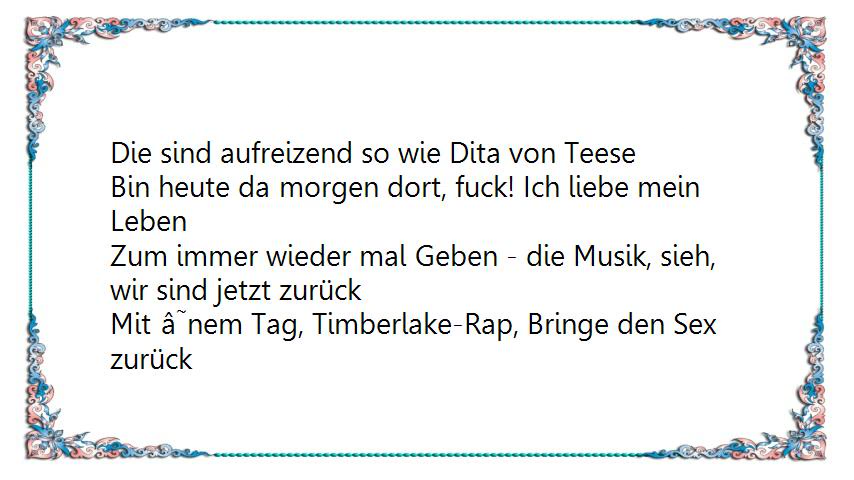 Die sind aufreizend so wie Dita von Teese
Bin heute da morgen dort, fuck! Ich liebe mein
Leben
Zum immer wieder mal Geben - die Musik, sieh,
wir sind jetzt zurück
Mit â˜nem Tag, Timberlake-Rap, Bringe den Sex
zurück